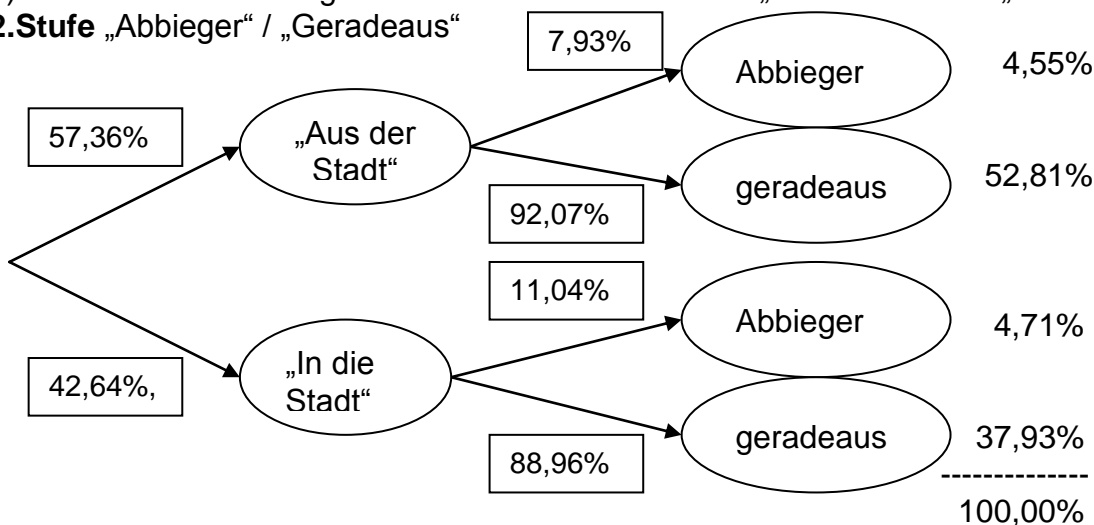 2.Stufe „Abbieger“ / „Geradeaus“
7,93%
Abbieger
4,55%
57,36%
„Aus der
Stadt“
geradeaus
52,81%
92,07%
11,04%
Abbieger
4,71%
42,64%,
„In die
Stadt“
geradeaus
37,93%
88,96%
---------------
100,00%